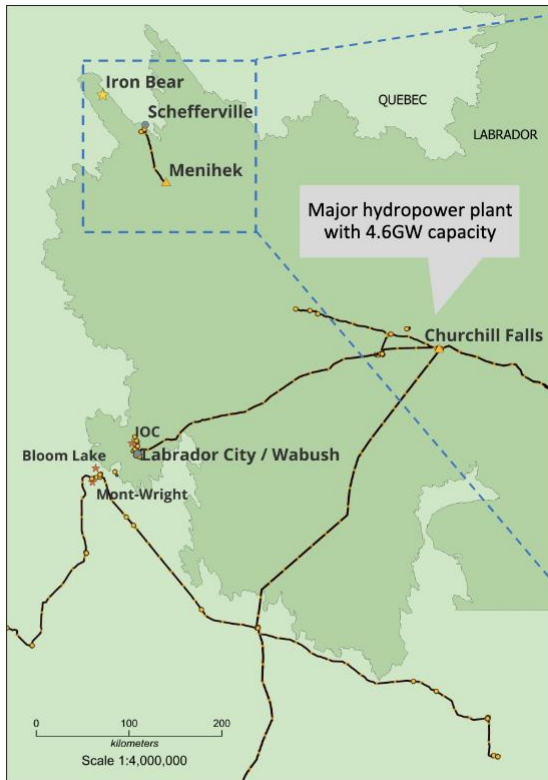 Iron Bear
Schefferville
QUEBEC
LABRADOR
Menihek
Major hydropower plant
with 4.6GW capacity
Churchill Falls
IOC
Bloom Lake
Labrador City / Wabush
Mont-Wright
0 100 200
kilometers
Scale 1:4,000,000